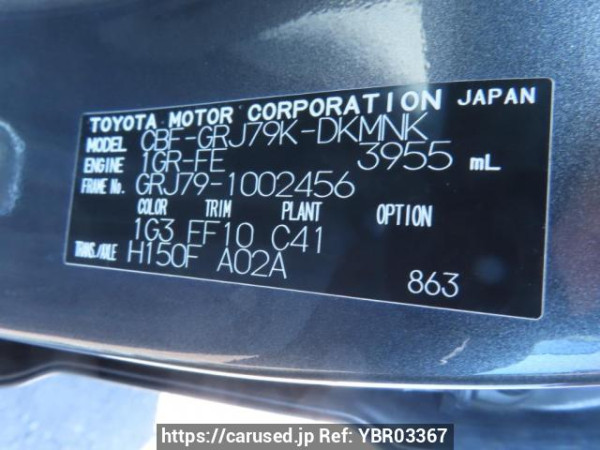 TOYOTA MOTOR CORPORATION JAPAN
MODEL CBF-GRJ79K-DKMNK
ENGINE 1GR-FE 3955 mL
FRAME No. GRJ79-1002456
COLOR TRIM PLANT OPTION
1G3 FF10 C41
TRANS./AXLE H150F A02A
863
https://carused.jp Ref: YBR03367